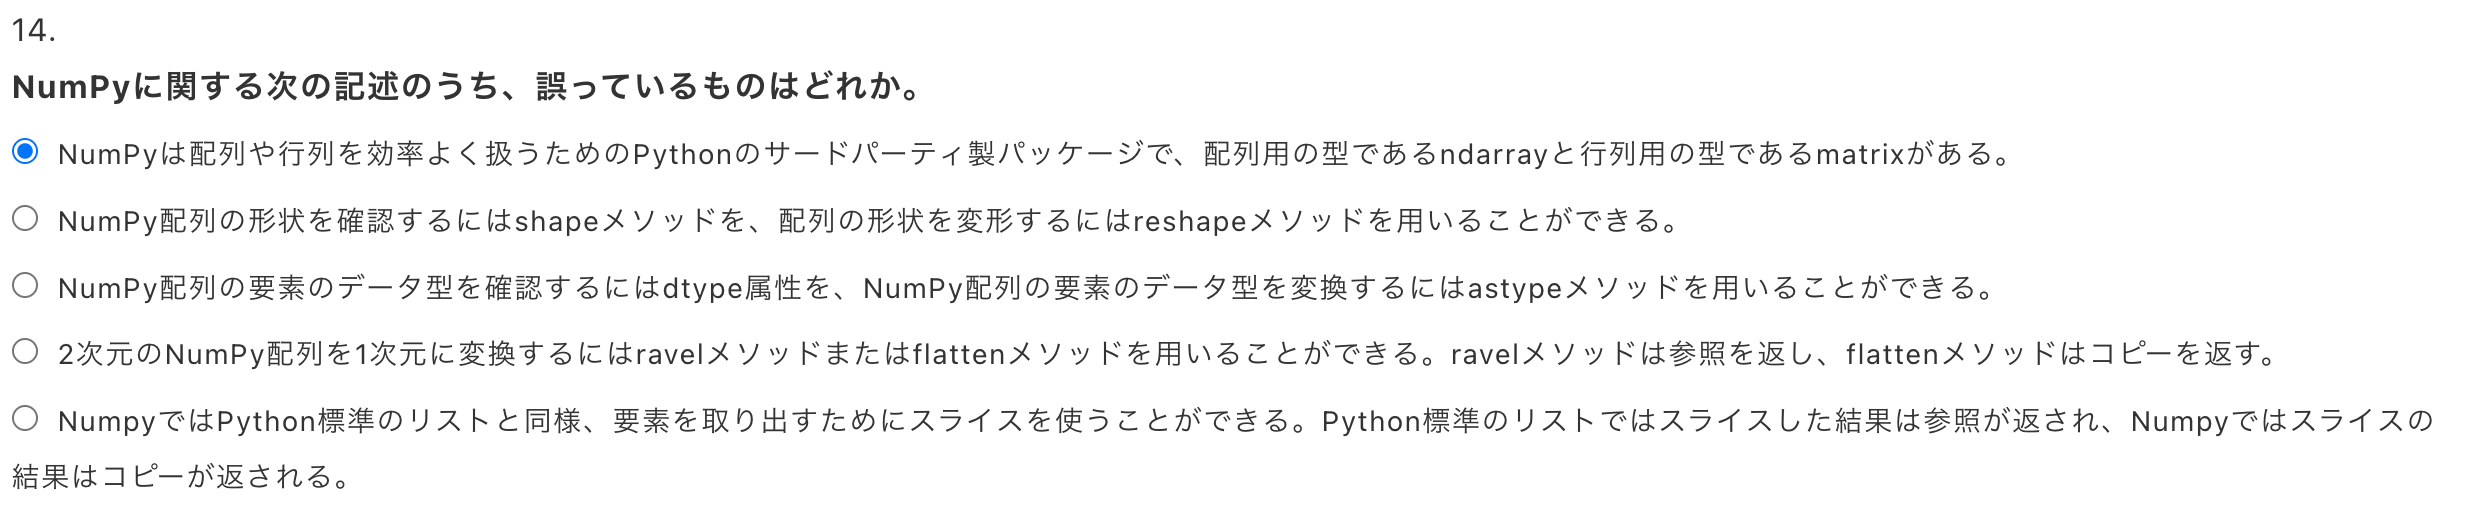 14.
NumPyに関する次の記述のうち、誤っているものはどれか。
NumPyは配列や行列を効率よく扱うためのPythonのサードパーティ製パッケージで、配列用の型であるndarrayと行列用の型であるmatrixがある。
NumPy配列の形状を確認するにはshapeメソッドを、配列の形状を変形するにはreshapeメソッドを用いることができる。
NumPy配列の要素のデータ型を確認するにはdtype属性を、NumPy配列の要素のデータ型を変換するにはastypeメソッドを用いることができる。
2次元のNumPy配列を1次元に変換するにはravelメソッドまたはflattenメソッドを用いることができる。ravelメソッドは参照を返し、flattenメソッドはコピーを返す。
NumpyではPython標準のリストと同様、要素を取り出すためにスライスを使うことができる。Python標準のリストではスライスした結果は参照が返され、Numpyではスライスの
結果はコピーが返される。